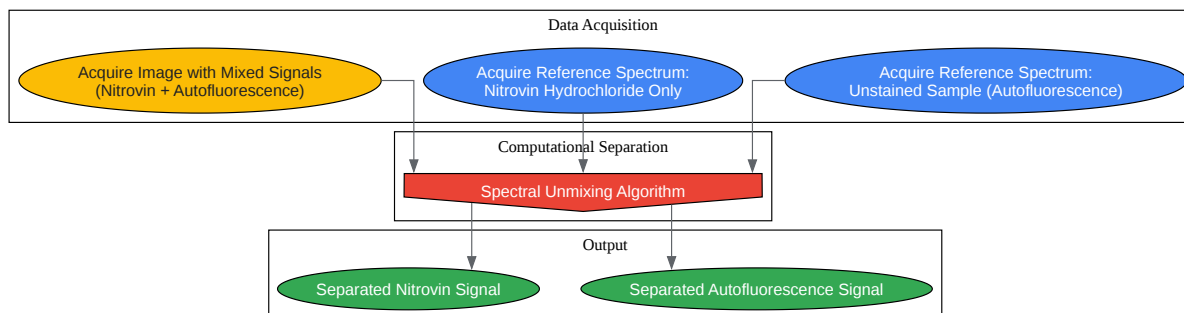 Data Acquisition
Acquire Image with Mixed Signals
(Nitrovin + Autofluorescence)
Acquire Reference Spectrum:
Nitrovin Hydrochloride Only
Acquire Reference Spectrum:
Unstained Sample (Autofluorescence)
Computational Separation
Spectral Unmixing Algorithm
Output
Separated Nitrovin Signal
Separated Autofluorescence Signal